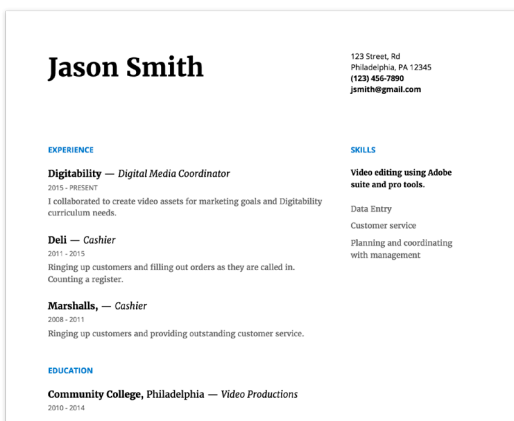 Jason Smith
123 Street, Rd
Philadelphia, PA 12345
(123) 456-7890
jsmith@gmail.com
EXPERIENCE
Digitability — Digital Media Coordinator
2015 - PRESENT
I collaborated to create video assets for marketing goals and Digitability
curriculum needs.
Deli — Cashier
2011 - 2015
Ringing up customers and filling out orders as they are called in.
Counting a register.
Marshalls, — Cashier
2008 - 2011
Ringing up customers and providing outstanding customer service.
EDUCATION
Community College, Philadelphia — Video Productions
2010 - 2014
SKILLS
Video editing using Adobe
suite and pro tools.
Data Entry
Customer service
Planning and coordinating
with management